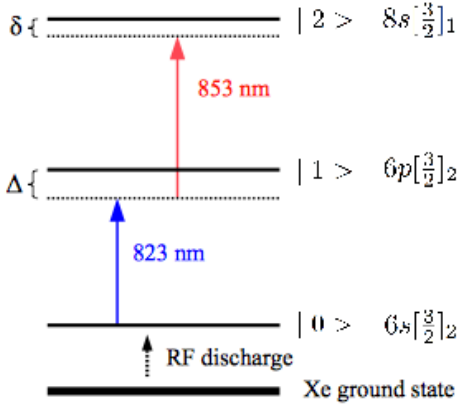 δ { | 2 > 8s[3/2]₁
853 nm
Δ { | 1 > 6p[3/2]₂
823 nm
| 0 > 6s[3/2]₂
RF discharge
Xe ground state